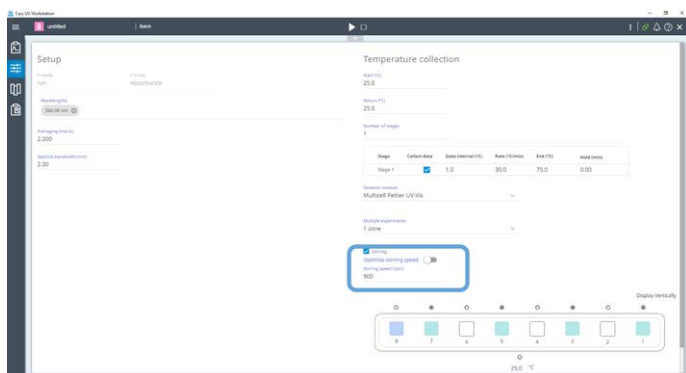 Cary UV Workstation
untitled
Batch
Setup
X mode
Y mode
nm
Absorbance
Wavelengths
260.00 nm
Averaging time (s)
2.000
Spectral bandwidth (nm)
2.00
Temperature collection
Start (°C)
25.0
Return (°C)
25.0
Number of stages
1
Stage Collect data Data interval (°C) Rate (°C/min) End (°C) Hold (min)
Stage 1 1.0 30.0 75.0 0.00
Detector module
Multicell Peltier UV-Vis
Multiple experiments
1 zone
Stirring
Optimize stirring speed
Stirring speed (rpm)
900
Display Vertically
8 7 6 5 4 3 2 1
25.0 °C